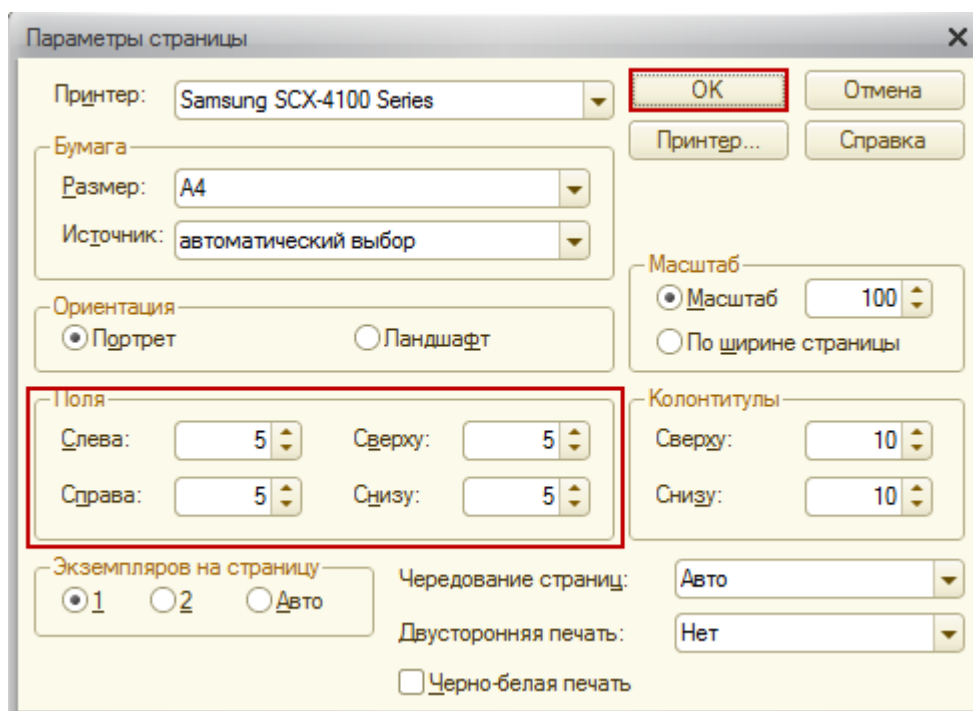 Параметры страницы
Принтер: Samsung SCX-4100 Series OK Отмена
Бумага Принтер... Справка
Размер: A4
Источник: автоматический выбор
Масштаб
Ориентация Масштаб 100
Портрет Ландшафт По ширине страницы
Поля Колонтитулы
Слева: 5 Сверху: 5 Сверху: 10
Справа: 5 Снизу: 5 Снизу: 10
Экземпляров на страницу Чередование страниц: Авто
1 2 Авто
Двусторонняя печать: Нет
Черно-белая печать